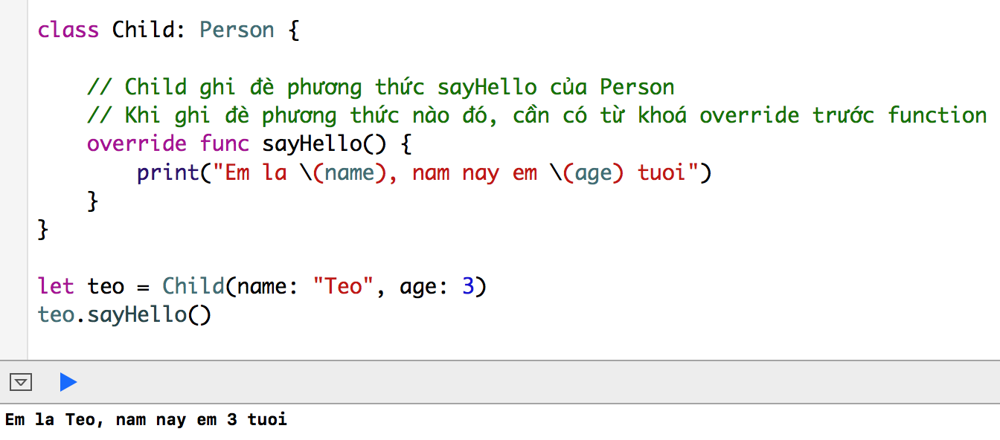 class Child: Person {
// Child ghi đè phương thức sayHello của Person
// Khi ghi đè phương thức nào đó, cần có từ khoá override trước function
override func sayHello() {
print("Em la \(name), nam nay em \(age) tuoi")
}
}
let teo = Child(name: "Teo", age: 3)
teo.sayHello()
Em la Teo, nam nay em 3 tuoi